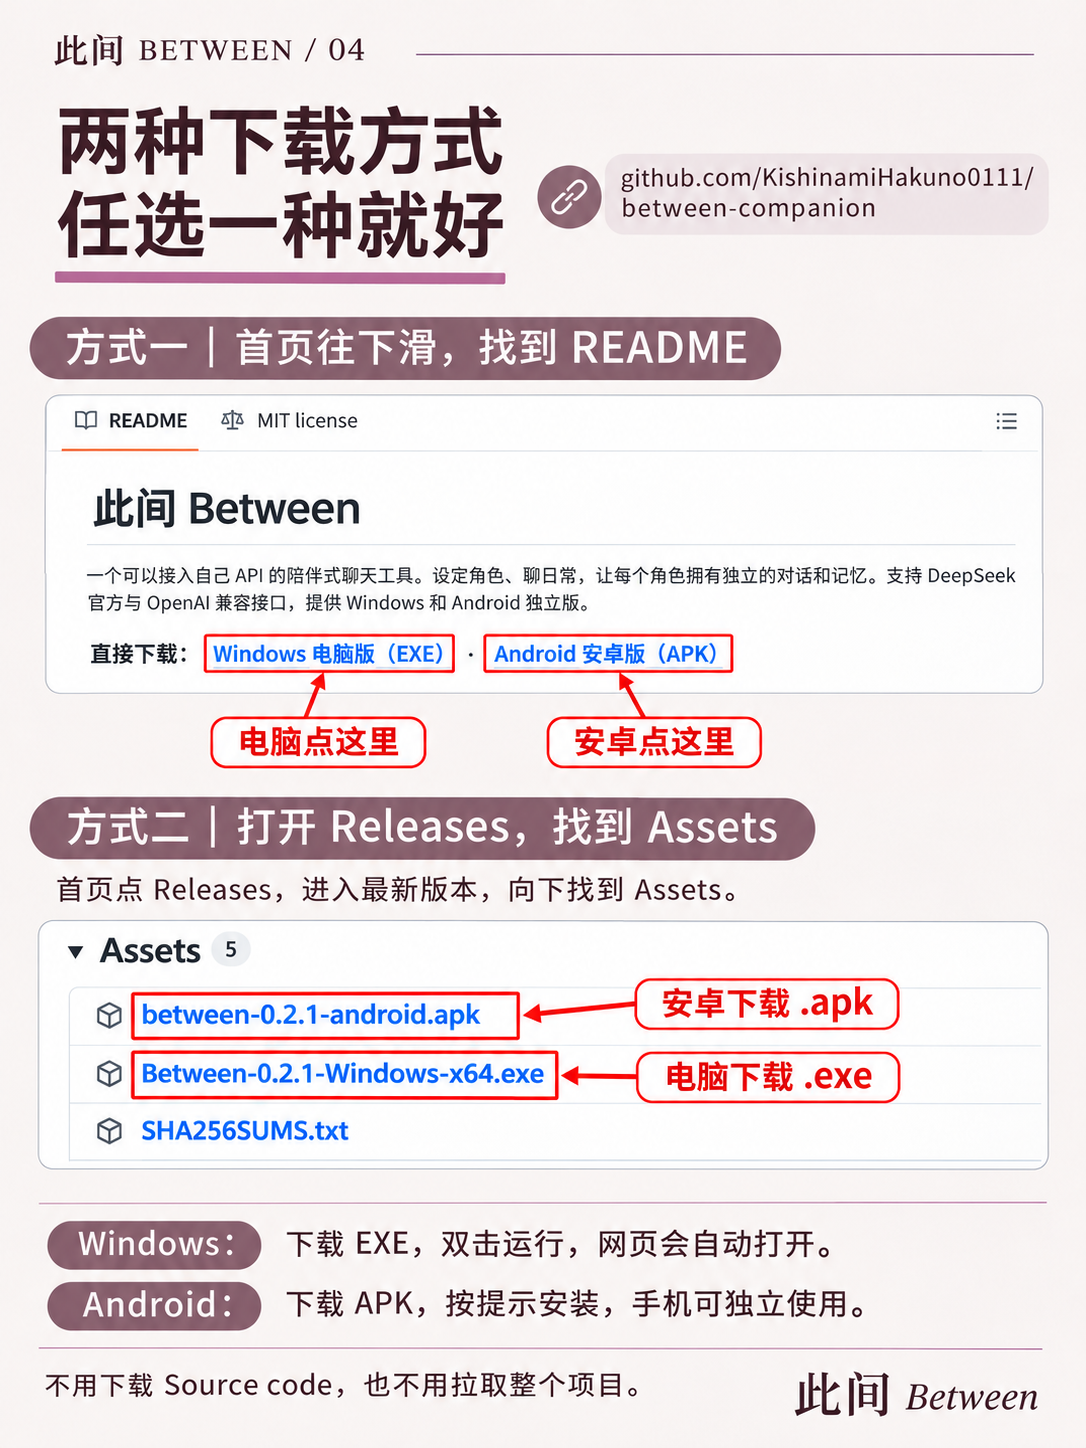 此间 BETWEEN / 04
两种下载方式
任选一种就好
github.com/KishinamiHakuno0111/
between-companion
方式一｜首页往下滑，找到 README
README MIT license
此间 Between
一个可以接入自己 API 的陪伴式聊天工具。设定角色、聊日常，让每个角色拥有独立的对话和记忆。支持 DeepSeek
官方与 OpenAI 兼容接口，提供 Windows 和 Android 独立版。
直接下载： Windows 电脑版（EXE） · Android 安卓版（APK）
电脑点这里 安卓点这里
方式二｜打开 Releases，找到 Assets
首页点 Releases，进入最新版本，向下找到 Assets。
Assets 5
between-0.2.1-android.apk 安卓下载 .apk
Between-0.2.1-Windows-x64.exe 电脑下载 .exe
SHA256SUMS.txt
Windows： 下载 EXE，双击运行，网页会自动打开。
Android： 下载 APK，按提示安装，手机可独立使用。
不用下载 Source code，也不用拉取整个项目。
此间 Between